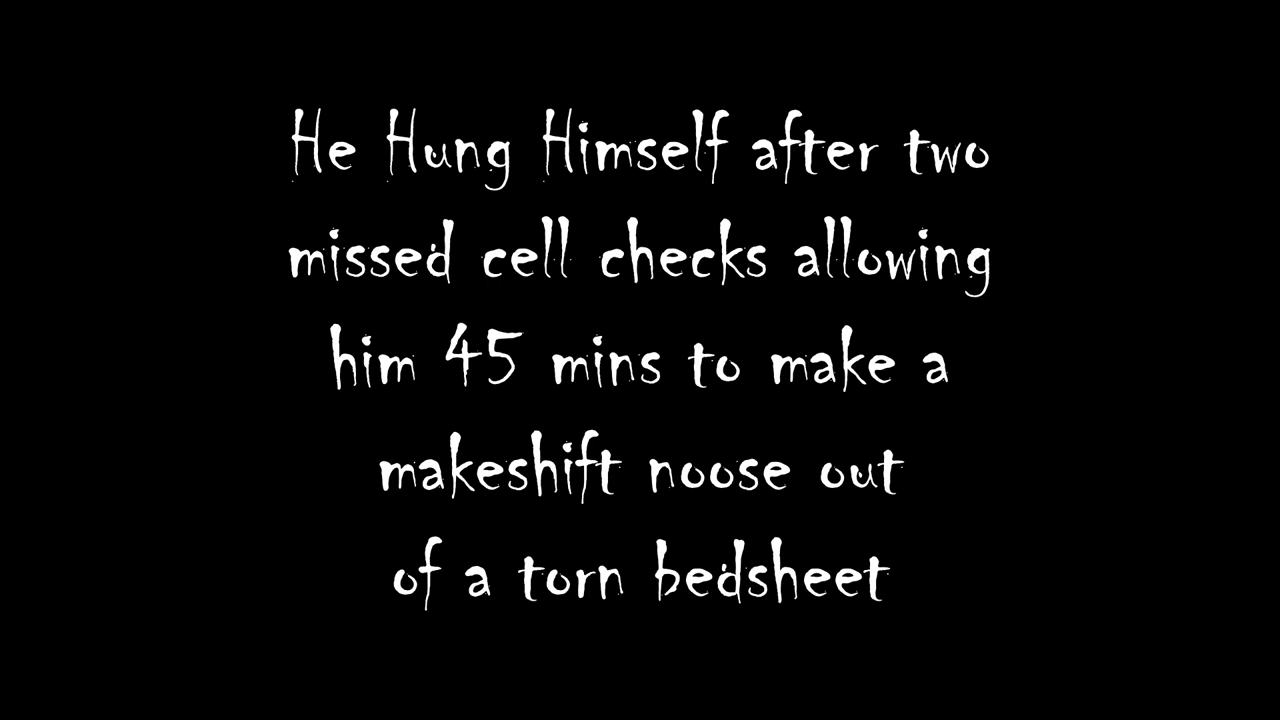 He Hung Himself after two
missed cell checks allowing
him 45 mins to make a
makeshift noose out
of a torn bedsheet